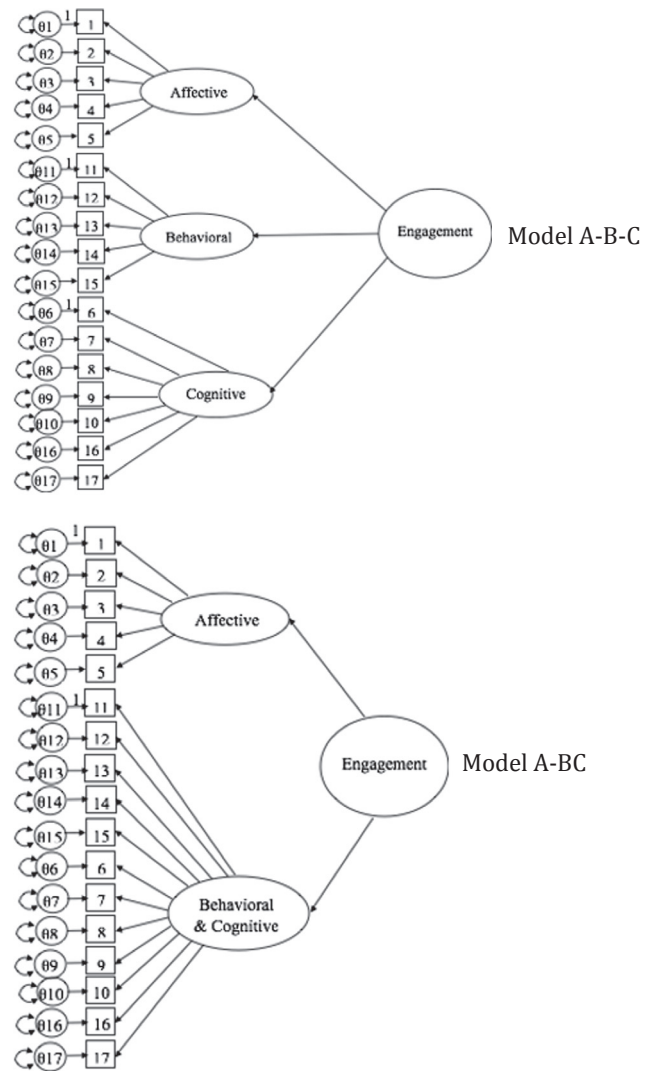 θ1 1 1
θ2 2
θ3 3
Affective
θ4 4
θ5 5
θ11 1 11
θ12 12
θ13 13
Behavioral
Engagement
Model A-B-C
θ14 14
θ15 15
θ6 1 6
θ7 7
θ8 8
Cognitive
θ9 9
θ10 10
θ16 16
θ17 17
θ1 1 1
θ2 2
θ3 3
Affective
θ4 4
θ5 5
θ11 1 11
θ12 12
θ13 13
Engagement
Model A-BC
θ14 14
θ15 15
θ6 6
θ7 7
Behavioral
& Cognitive
θ8 8
θ9 9
θ10 10
θ16 16
θ17 17